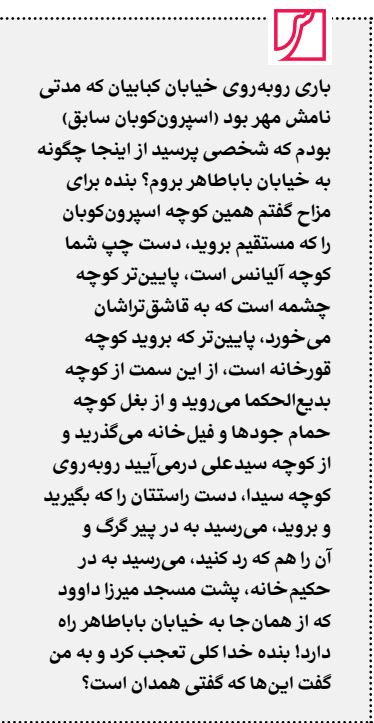 باری روبه‌روی خیابان کبابیان که مدتی
نامش مهر بود (اسپرون‌کوبان سابق)
بودم که شخصی پرسید از اینجا چگونه
به خیابان باباطاهر بروم؟ بنده برای
مزاح گفتم همین کوچه اسپرون‌کوبان
را که مستقیم بروید، دست چپ شما
کوچه آلیانس است، پایین‌تر کوچه
چشمه است که به قاشق‌تراشان
می‌خورد، پایین‌تر که بروید کوچه
قورخانه است، از این سمت از کوچه
بدیع‌الحکما می‌روید و از بغل کوچه
حمام جودها و فیل‌خانه می‌گذرید و
از کوچه سیدعلی درمی‌آیید روبه‌روی
کوچه سیدا، دست راستتان را که بگیرید
و بروید، می‌رسید به در پیر گرگ و
آن را هم که رد کنید، می‌رسید به در
حکیم‌خانه، پشت مسجد میرزا داوود
که از همان‌جا به خیابان باباطاهر راه
دارد! بنده خدا کلی تعجب کرد و به من
گفت این‌ها که گفتی همدان است؟